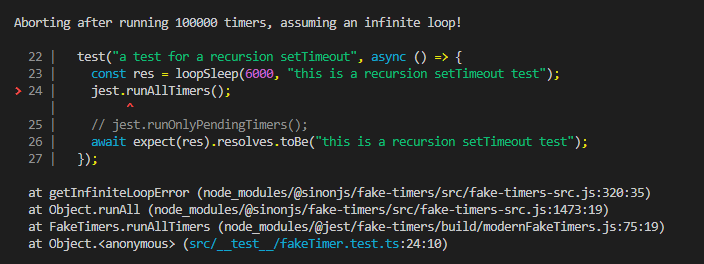 Aborting after running 100000 timers, assuming an infinite loop!
22 | test("a test for a recursion setTimeout", async () => {
23 | const res = loopSleep(6000, "this is a recursion setTimeout test");
> 24 | jest.runAllTimers();
| ^
25 | // jest.runOnlyPendingTimers();
26 | await expect(res).resolves.toBe("this is a recursion setTimeout test");
27 | });
at getInfiniteLoopError (node_modules/@sinonjs/fake-timers/src/fake-timers-src.js:320:35)
at Object.runAll (node_modules/@sinonjs/fake-timers/src/fake-timers-src.js:1473:19)
at FakeTimers.runAllTimers (node_modules/@jest/fake-timers/build/modernFakeTimers.js:75:19)
at Object.<anonymous> (src/__test__/fakeTimer.test.ts:24:10)